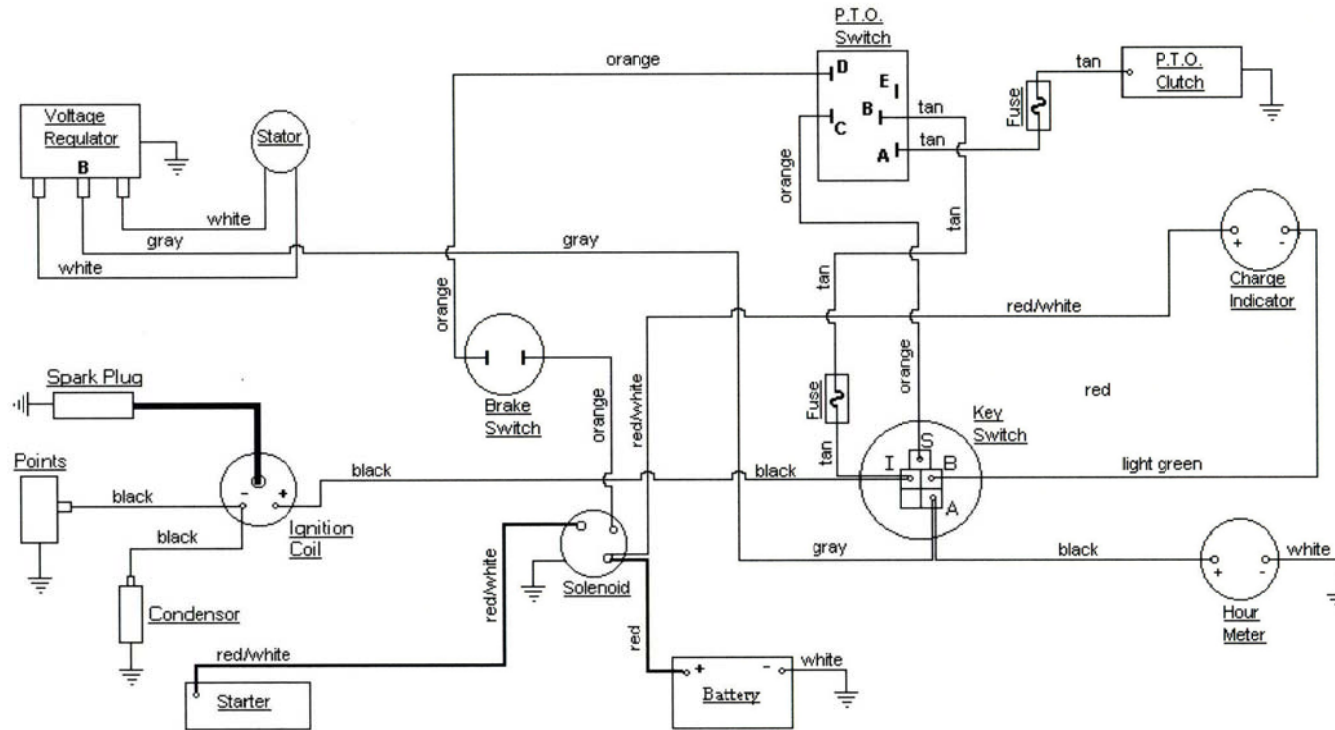 P.T.O.
Switch
orange
D
E
B
tan
C
A
tan
orange
tan
Fuse
tan
P.T.O.
Clutch
Voltage
Regulator
B
Stator
white
gray
white
gray
orange
tan
tan
+ -
Charge
Indicator
red/white
Brake
Switch
orange
red/white
orange
red
Fuse
tan
Key
Switch
S
I
B
A
light green
Spark Plug
Points
black
- +
Ignition
Coil
black
black
black
Condensor
Solenoid
gray
black
+ -
white
Hour
Meter
red/white
red/white
Starter
red
+ -
Battery
white